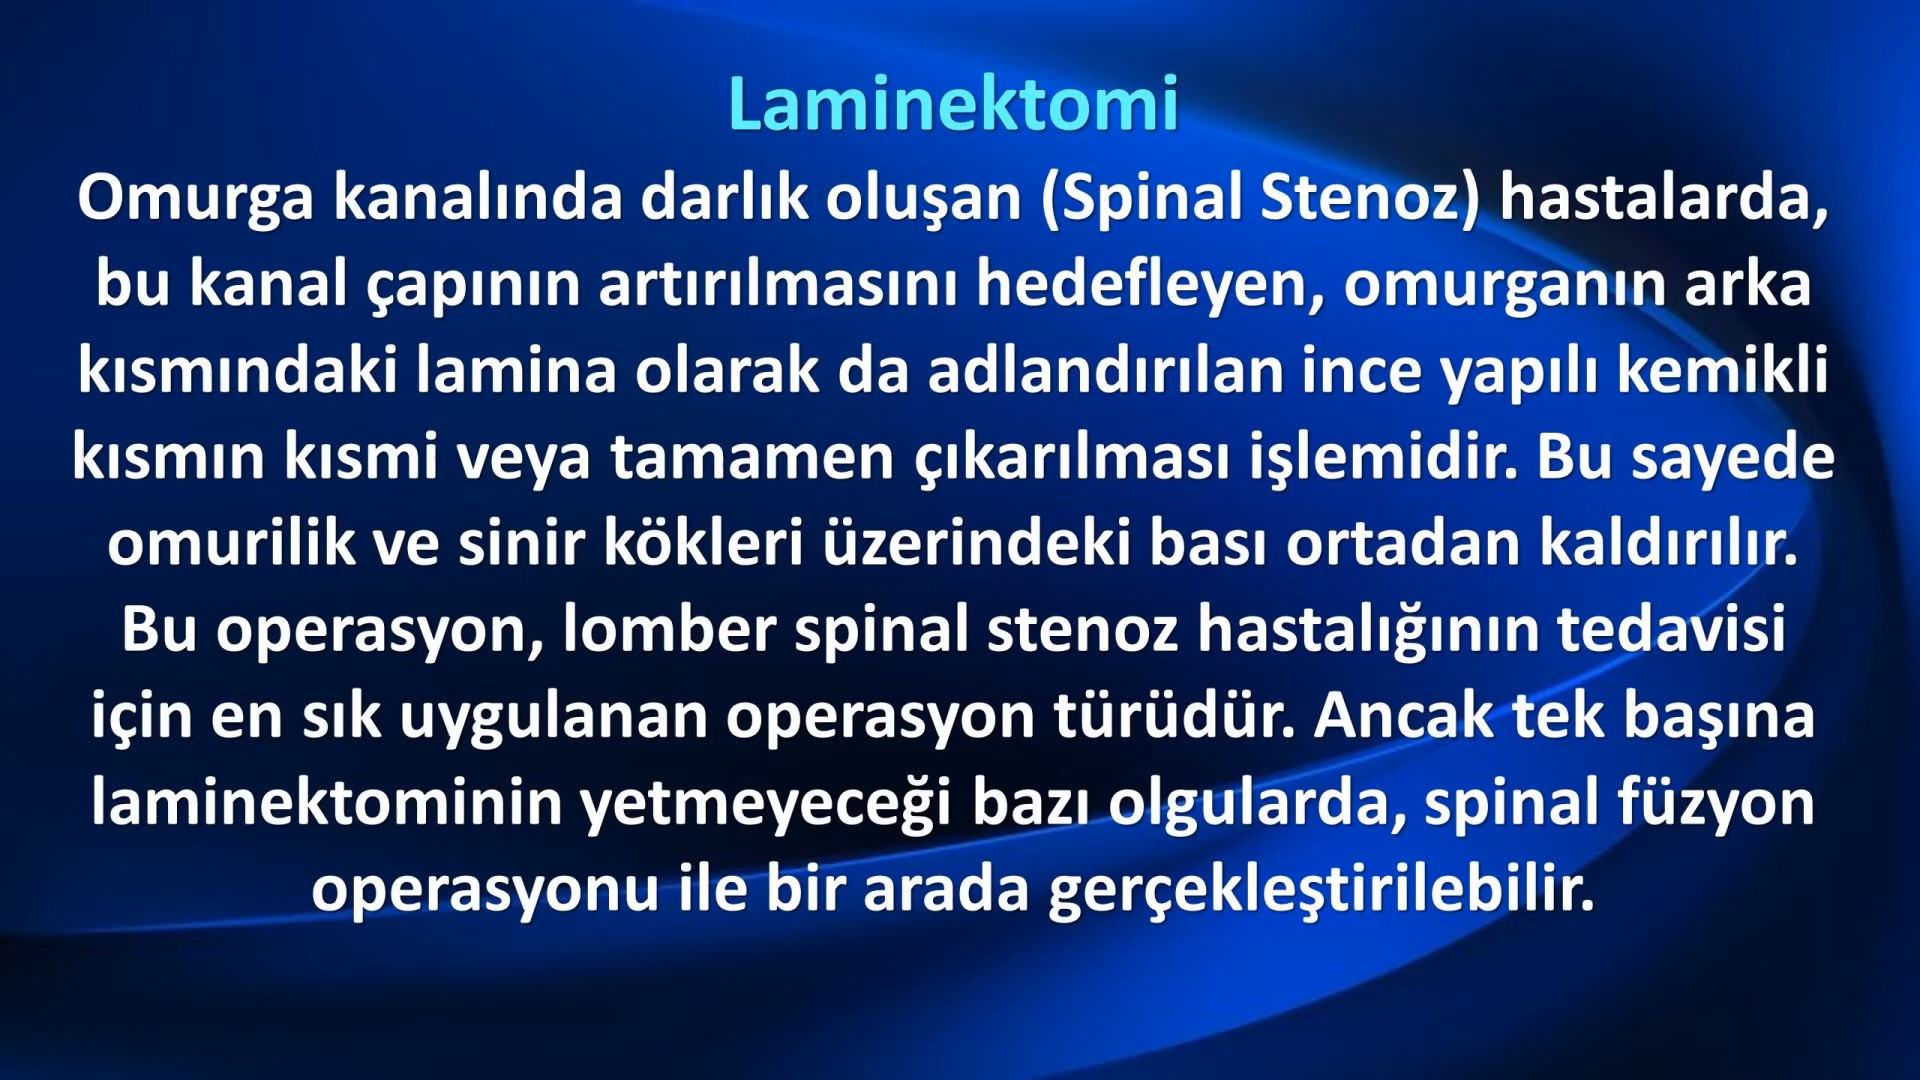 Laminektomi
Omurga kanalında darlık oluşan (Spinal Stenoz) hastalarda,
bu kanal çapının artırılmasını hedefleyen, omurganın arka
kısmındaki lamina olarak da adlandırılan ince yapılı kemikli
kısmın kısmi veya tamamen çıkarılması işlemidir. Bu sayede
omurilik ve sinir kökleri üzerindeki bası ortadan kaldırılır.
Bu operasyon, lomber spinal stenoz hastalığının tedavisi
için en sık uygulanan operasyon türüdür. Ancak tek başına
laminektominin yetmeyeceği bazı olgularda, spinal füzyon
operasyonu ile bir arada gerçekleştirilebilir.